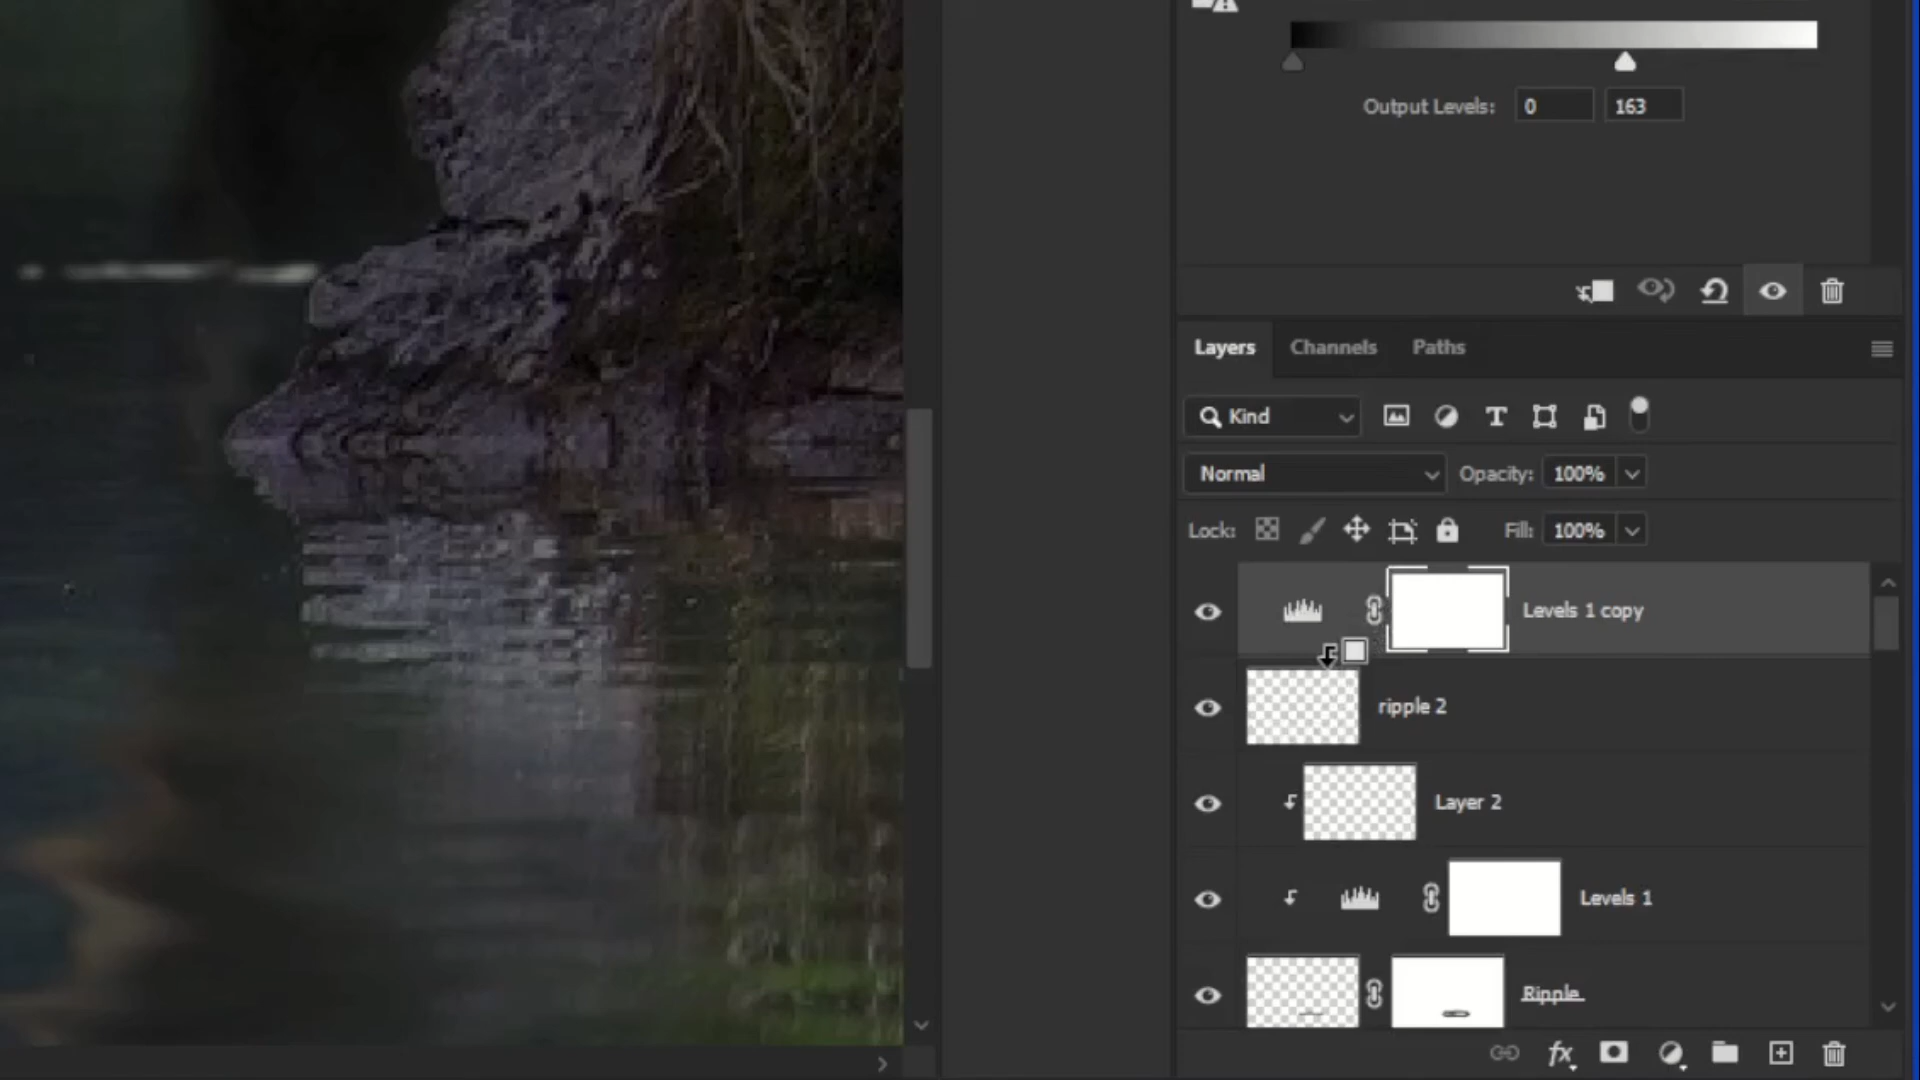 Output Levels: 0 163
Layers Channels Paths
Kind
Normal Opacity: 100%
Lock: Fill: 100%
Levels 1 copy
ripple 2
Layer 2
Levels 1
Ripple
fx